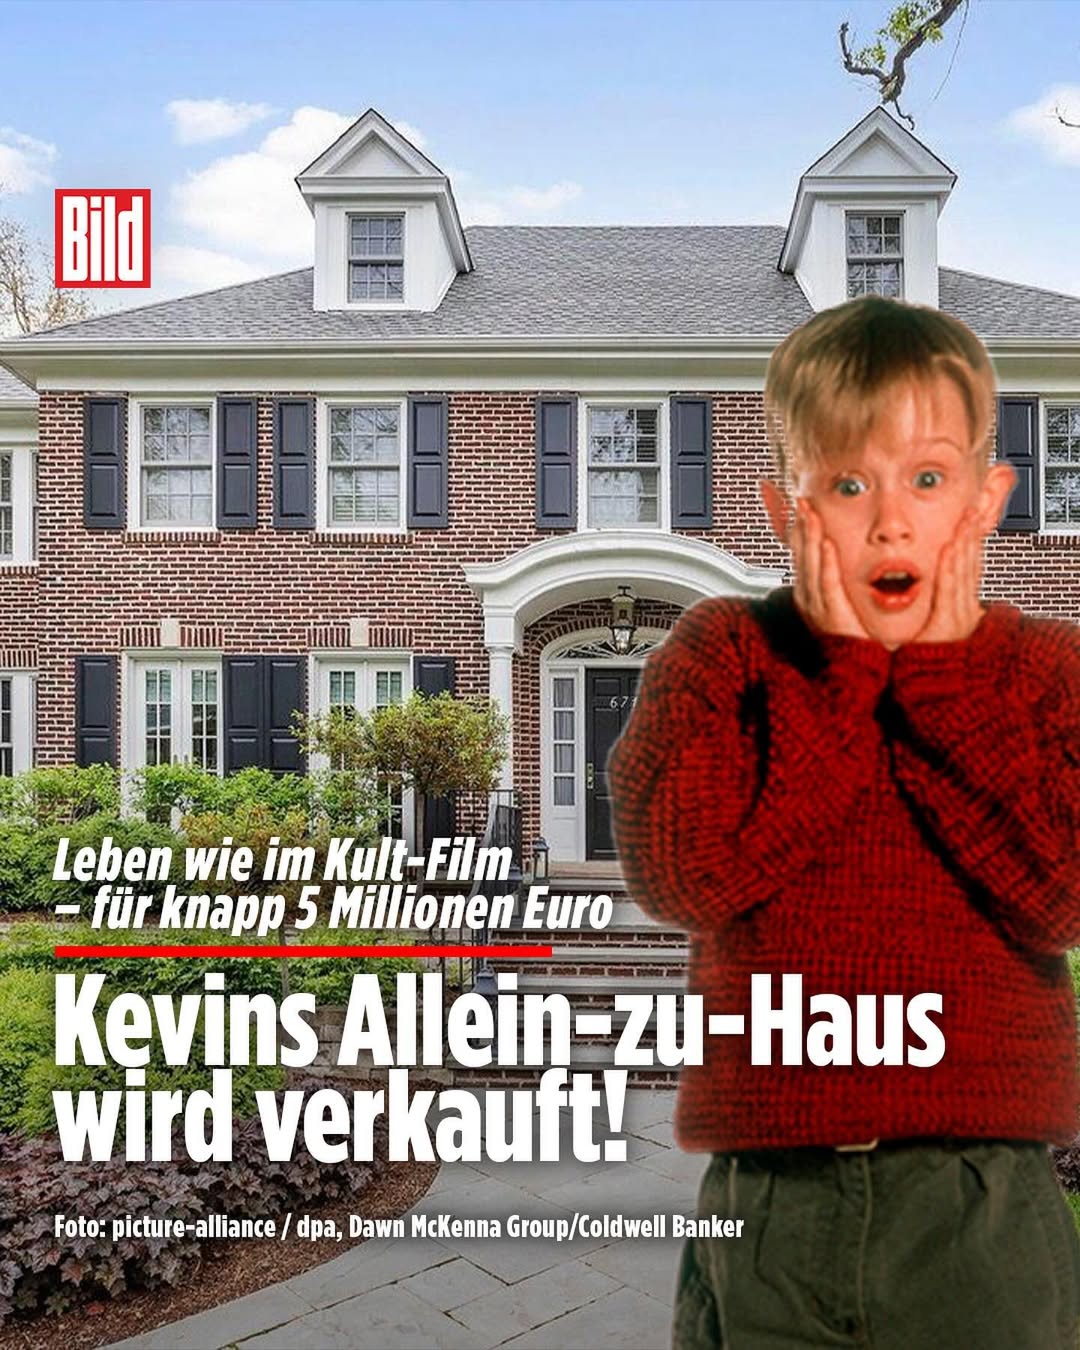 Bild
Leben wie im Kult-Film
– für knapp 5 Millionen Euro
Kevins Allein-zu-Haus
wird verkauft!
Foto: picture-alliance / dpa, Dawn McKenna Group/Coldwell Banker